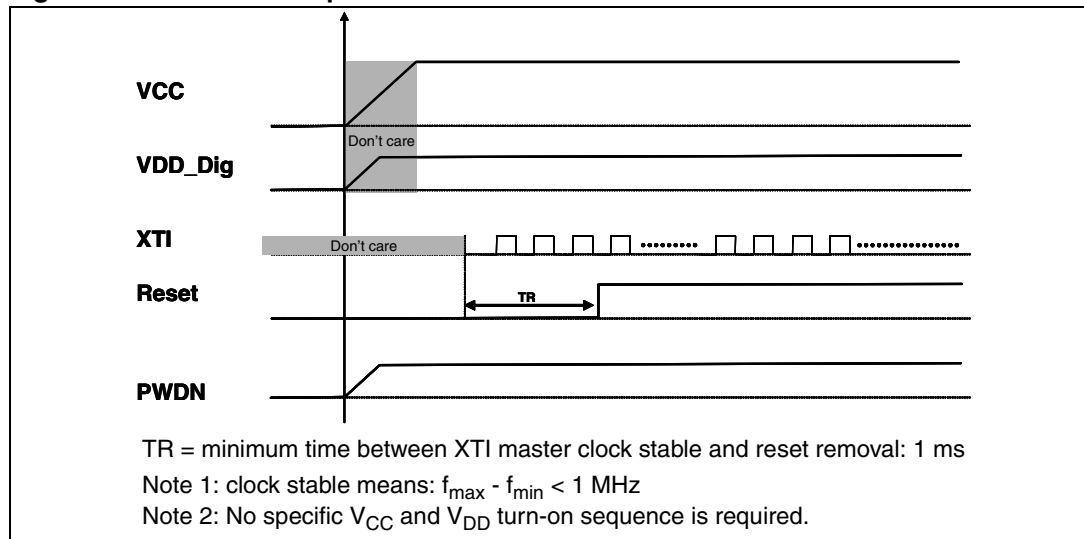 VCC
Don't care
VDD_Dig
XTI
Don't care
Reset
TR
PWDN
TR = minimum time between XTI master clock stable and reset removal: 1 ms
Note 1: clock stable means: fmax - fmin < 1 MHz
Note 2: No specific VCC and VDD turn-on sequence is required.